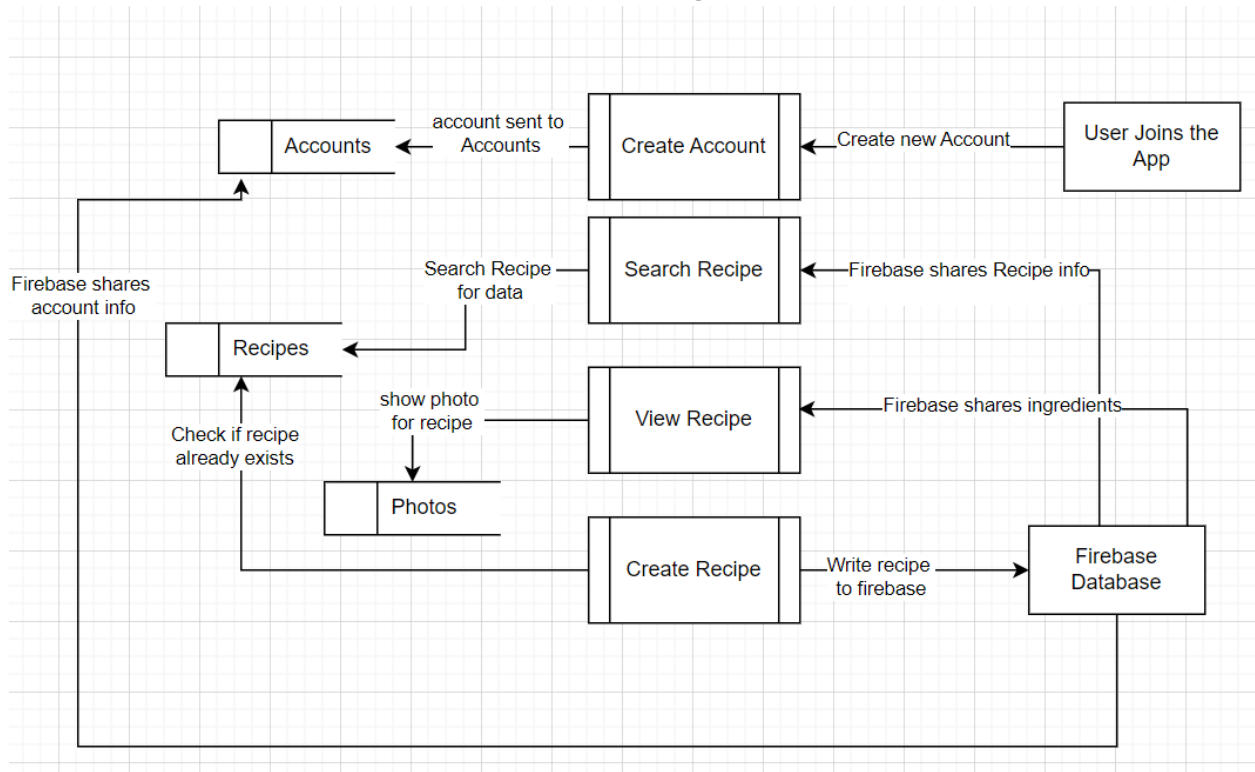 account sent to
Accounts
Accounts
Create Account
Create new Account
User Joins the
App
Firebase shares
account info
Search Recipe
for data
Search Recipe
Firebase shares Recipe info
Recipes
show photo
for recipe
View Recipe
Firebase shares ingredients
Check if recipe
already exists
Photos
Create Recipe
Write recipe
to firebase
Firebase
Database